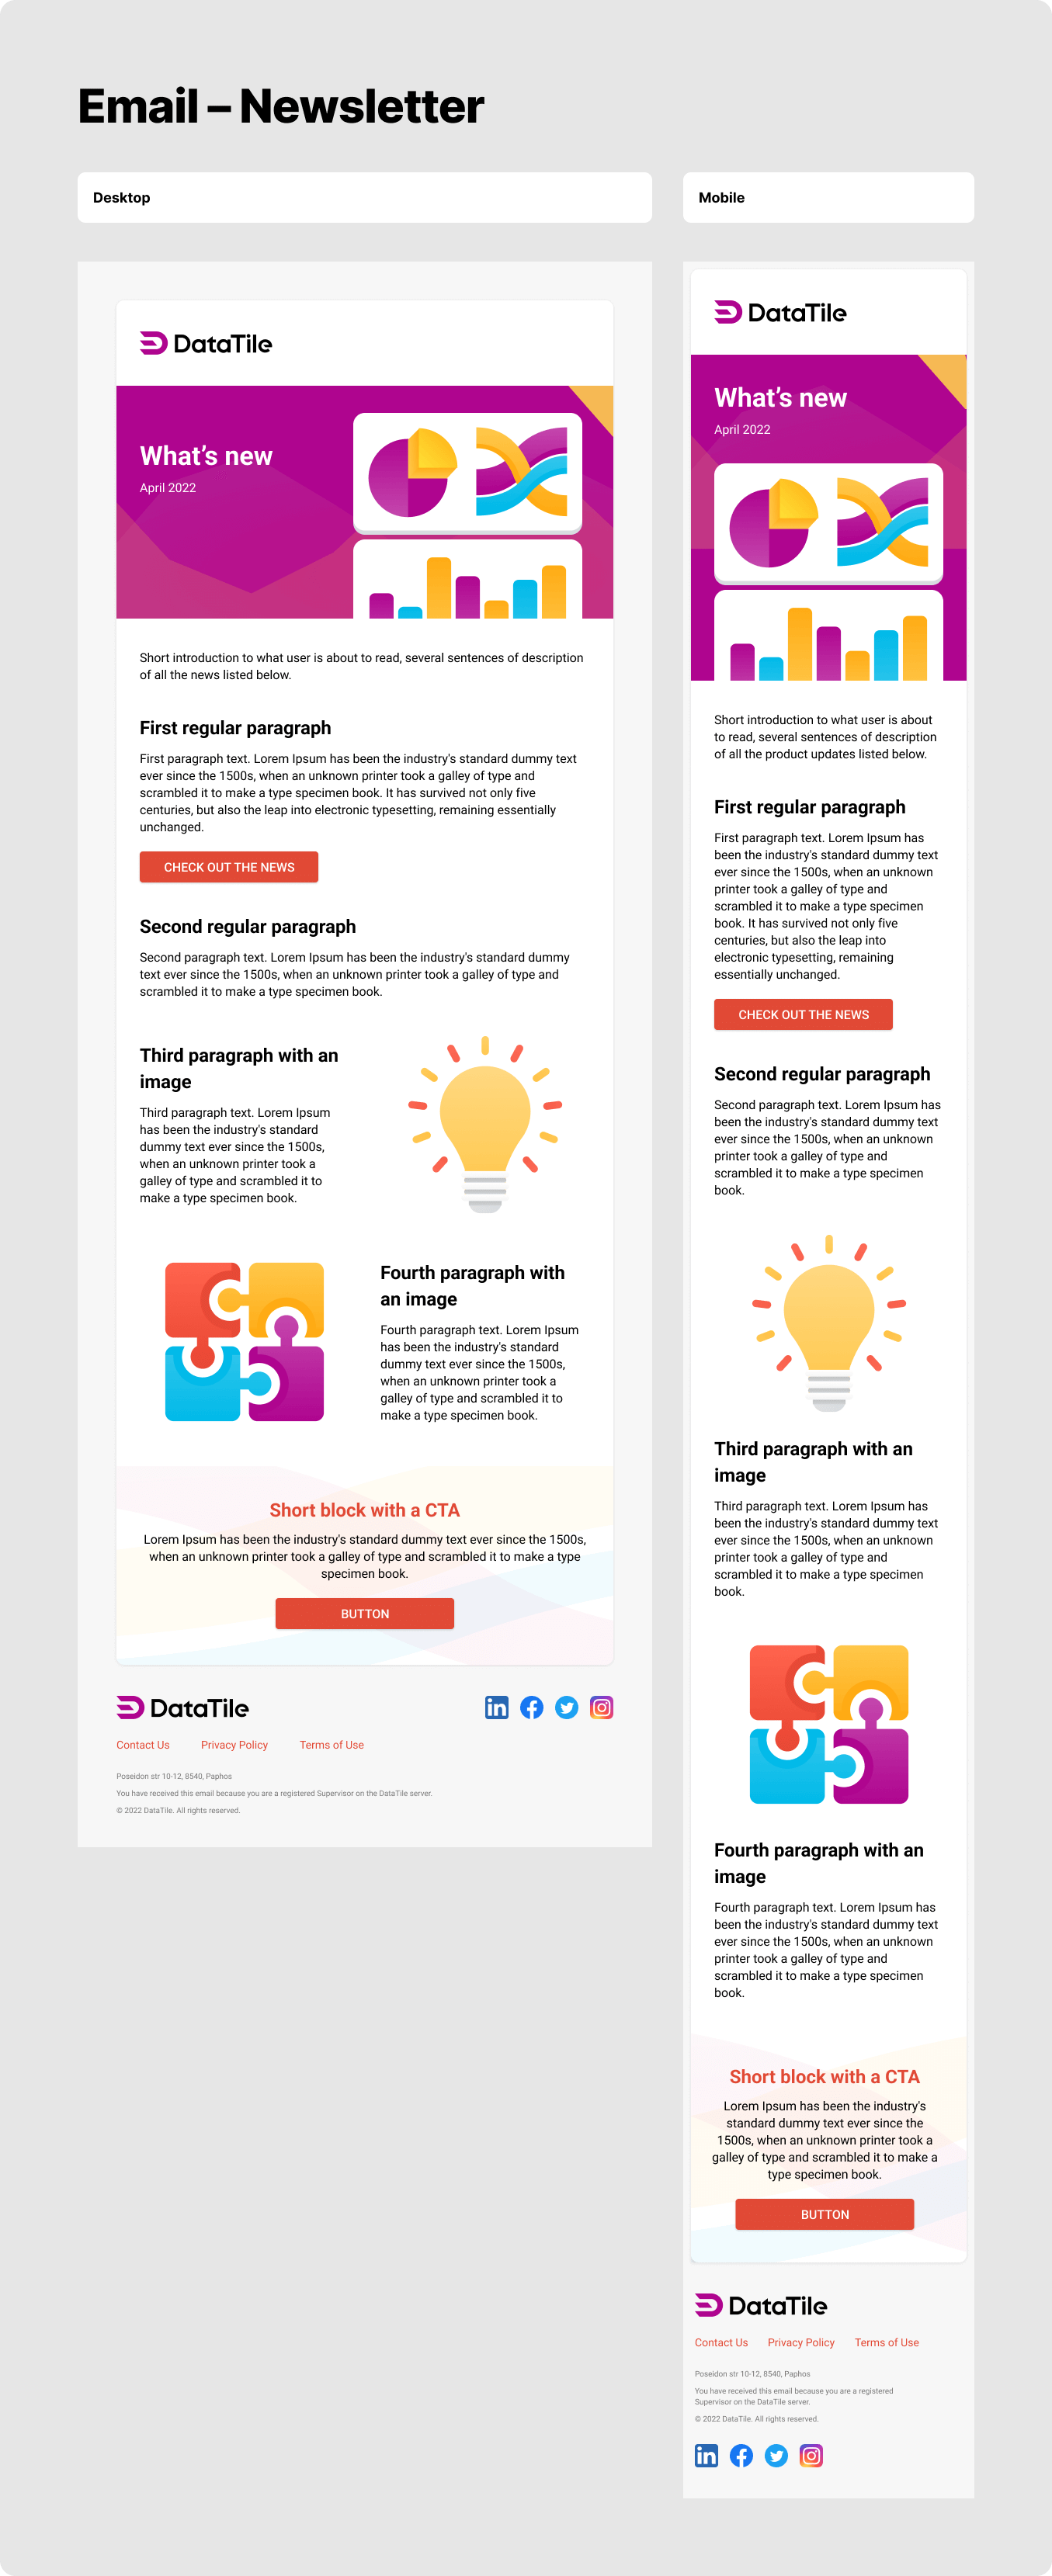 Email – Newsletter
Desktop
DataTile
What's new
April 2022
Short introduction to what user is about to read, several sentences of description
of all the news listed below.
First regular paragraph
First paragraph text. Lorem Ipsum has been the industry's standard dummy text
ever since the 1500s, when an unknown printer took a galley of type and
scrambled it to make a type specimen book. It has survived not only five
centuries, but also the leap into electronic typesetting, remaining essentially
unchanged.
CHECK OUT THE NEWS
Second regular paragraph
Second paragraph text. Lorem Ipsum has been the industry's standard dummy
text ever since the 1500s, when an unknown printer took a galley of type and
scrambled it to make a type specimen book.
Third paragraph with an
image
Third paragraph text. Lorem Ipsum
has been the industry's standard
dummy text ever since the 1500s,
when an unknown printer took a
galley of type and scrambled it to
make a type specimen book.
Fourth paragraph with
an image
Fourth paragraph text. Lorem Ipsum
has been the industry's standard
dummy text ever since the 1500s,
when an unknown printer took a
galley of type and scrambled it to
make a type specimen book.
Short block with a CTA
Lorem Ipsum has been the industry's standard dummy text ever since the 1500s,
when an unknown printer took a galley of type and scrambled it to make a type
specimen book.
BUTTON
DataTile
in
Contact Us Privacy Policy Terms of Use
Poseidon str 10-12, 8540, Paphos
You have received this email because you are a registered Supervisor on the DataTile server.
© 2022 DataTile. All rights reserved.
Mobile
DataTile
What's new
April 2022
Short introduction to what user is about
to read, several sentences of description
of all the product updates listed below.
First regular paragraph
First paragraph text. Lorem Ipsum has
been the industry's standard dummy text
ever since the 1500s, when an unknown
printer took a galley of type and
scrambled it to make a type specimen
book. It has survived not only five
centuries, but also the leap into
electronic typesetting, remaining
essentially unchanged.
CHECK OUT THE NEWS
Second regular paragraph
Second paragraph text. Lorem Ipsum has
been the industry's standard dummy text
ever since the 1500s, when an unknown
printer took a galley of type and
scrambled it to make a type specimen
book.
Third paragraph with an
image
Third paragraph text. Lorem Ipsum has
been the industry's standard dummy text
ever since the 1500s, when an unknown
printer took a galley of type and
scrambled it to make a type specimen
book.
Fourth paragraph with an
image
Fourth paragraph text. Lorem Ipsum has
been the industry's standard dummy text
ever since the 1500s, when an unknown
printer took a galley of type and
scrambled it to make a type specimen
book.
Short block with a CTA
Lorem Ipsum has been the industry's
standard dummy text ever since the
1500s, when an unknown printer took a
galley of type and scrambled it to make a
type specimen book.
BUTTON
DataTile
Contact Us Privacy Policy Terms of Use
Poseidon str 10-12, 8540, Paphos
You have received this email because you are a registered
Supervisor on the DataTile server.
© 2022 DataTile. All rights reserved.
in